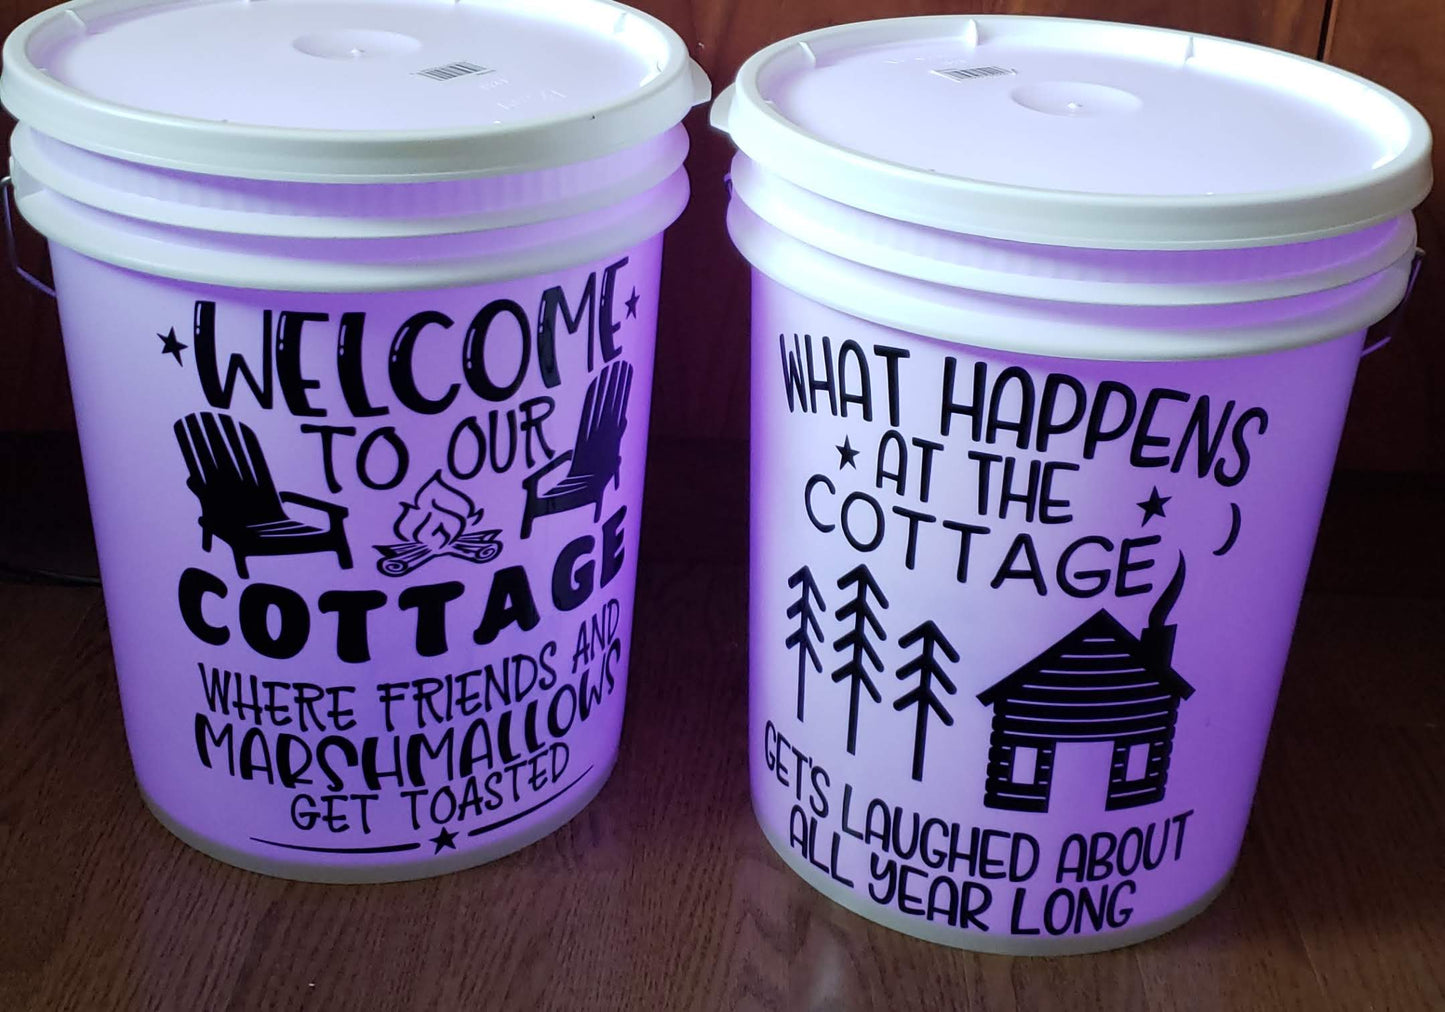 WELCOME
TO OUR
COTTAGE
WHERE FRIENDS AND
MARSHMALLOWS
GET TOASTED
WHAT HAPPENS
AT THE
COTTAGE
GET'S LAUGHED ABOUT
ALL YEAR LONG